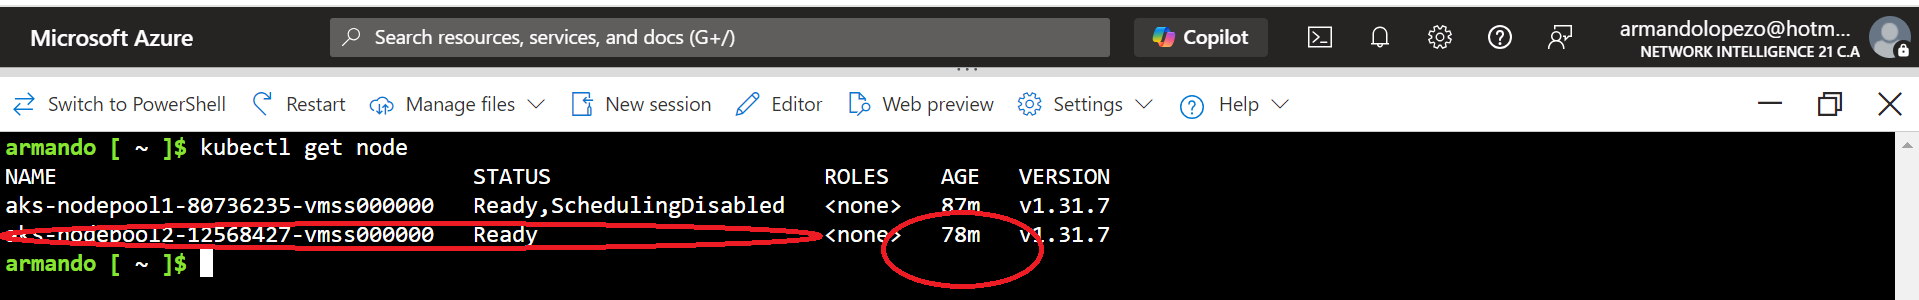 Microsoft Azure
Search resources, services, and docs (G+/)
Copilot
armandolopezo@hotm...
NETWORK INTELLIGENCE 21 C.A
Switch to PowerShell Restart Manage files New session Editor Web preview Settings Help
armando [ ~ ]$ kubectl get node
NAME STATUS ROLES AGE VERSION
aks-nodepool1-80736235-vmss000000 Ready,SchedulingDisabled <none> 87m v1.31.7
aks-nodepool2-12568427-vmss000000 Ready <none> 78m v1.31.7
armando [ ~ ]$